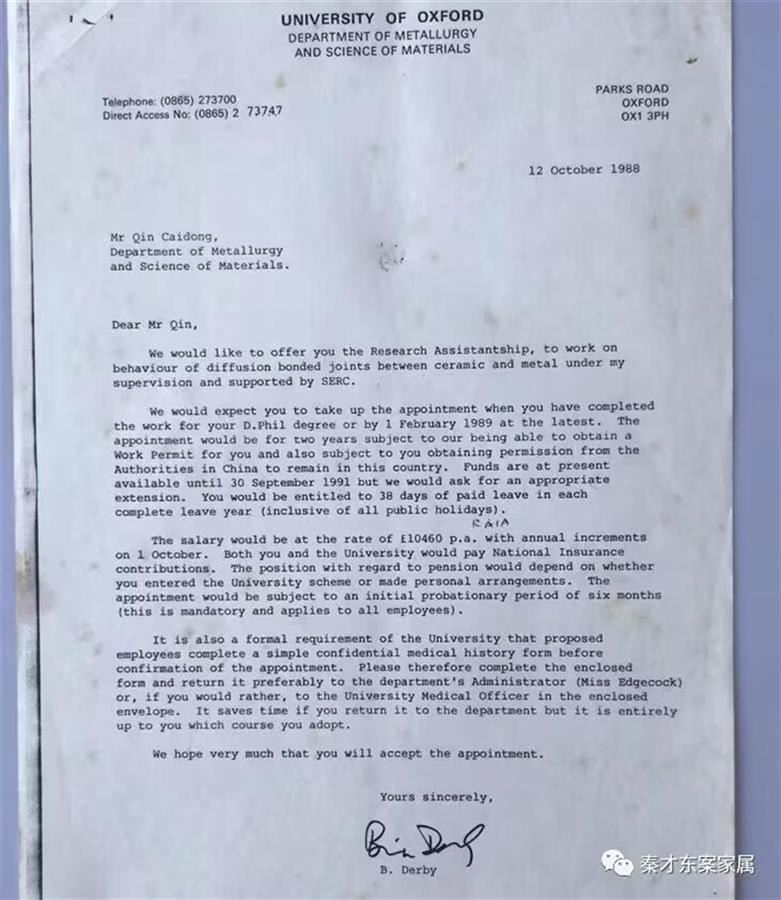 UNIVERSITY OF OXFORD
DEPARTMENT OF METALLURGY
AND SCIENCE OF MATERIALS
Telephone: (0865) 273700
Direct Access No: (0865) 2 73747
PARKS ROAD
OXFORD
OX1 3PH
12 October 1988
Mr Qin Caidong,
Department of Metallurgy
and Science of Materials.
Dear Mr Qin,
We would like to offer you the Research Assistantship, to work on
behaviour of diffusion bonded joints between ceramic and metal under my
supervision and supported by SERC.
We would expect you to take up the appointment when you have completed
the work for your D.Phil degree or by 1 February 1989 at the latest. The
appointment would be for two years subject to our being able to obtain a
Work Permit for you and also subject to you obtaining permission from the
Authorities in China to remain in this country. Funds are at present
available until 30 September 1991 but we would ask for an appropriate
extension. You would be entitled to 38 days of paid leave in each
complete leave year (inclusive of all public holidays).
RA1A
The salary would be at the rate of £10460 p.a. with annual increments
on 1 October. Both you and the University would pay National Insurance
contributions. The position with regard to pension would depend on whether
you entered the University scheme or made personal arrangements. The
appointment would be subject to an initial probationary period of six months
(this is mandatory and applies to all employees).
It is also a formal requirement of the University that proposed
employees complete a simple confidential medical history form before
confirmation of the appointment. Please therefore complete the enclosed
form and return it preferably to the department's Administrator (Miss Edgecock)
or, if you would rather, to the University Medical Officer in the enclosed
envelope. It saves time if you return it to the department but it is entirely
up to you which course you adopt.
We hope very much that you will accept the appointment.
Yours sincerely,
Brian Derby
B. Derby
秦才东案家属